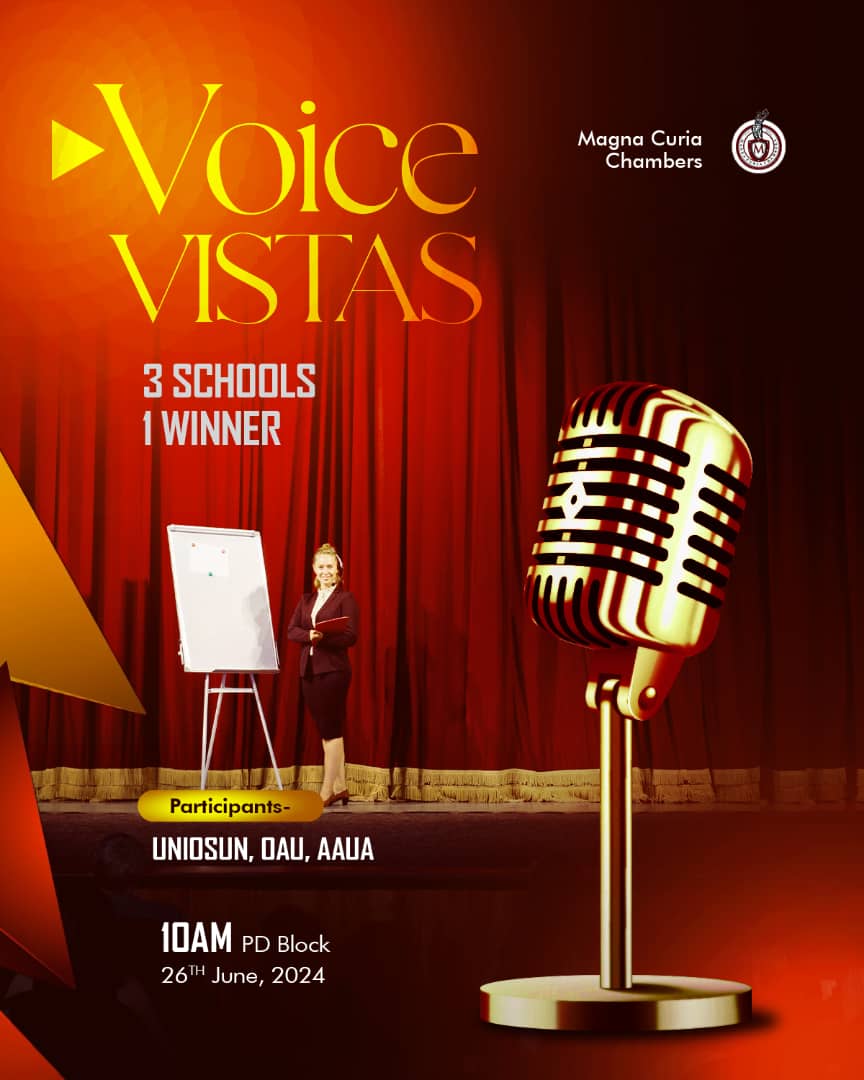 Voice
VISTAS
Magna Curia
Chambers
M
3 SCHOOLS
1 WINNER
Participants-
UNIOSUN, OAU, AAUA
10AM PD Block
26TH June, 2024